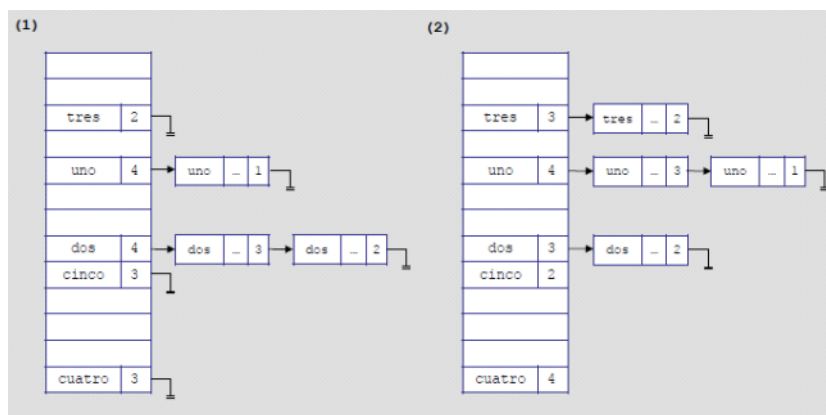 (1)
tres 2
uno 4 uno ... 1
dos 4 dos ... 3 dos ... 2
cinco 3
cuatro 3
(2)
tres 3 tres ... 2
uno 4 uno ... 3 uno ... 1
dos 3 dos ... 2
cinco 2
cuatro 4